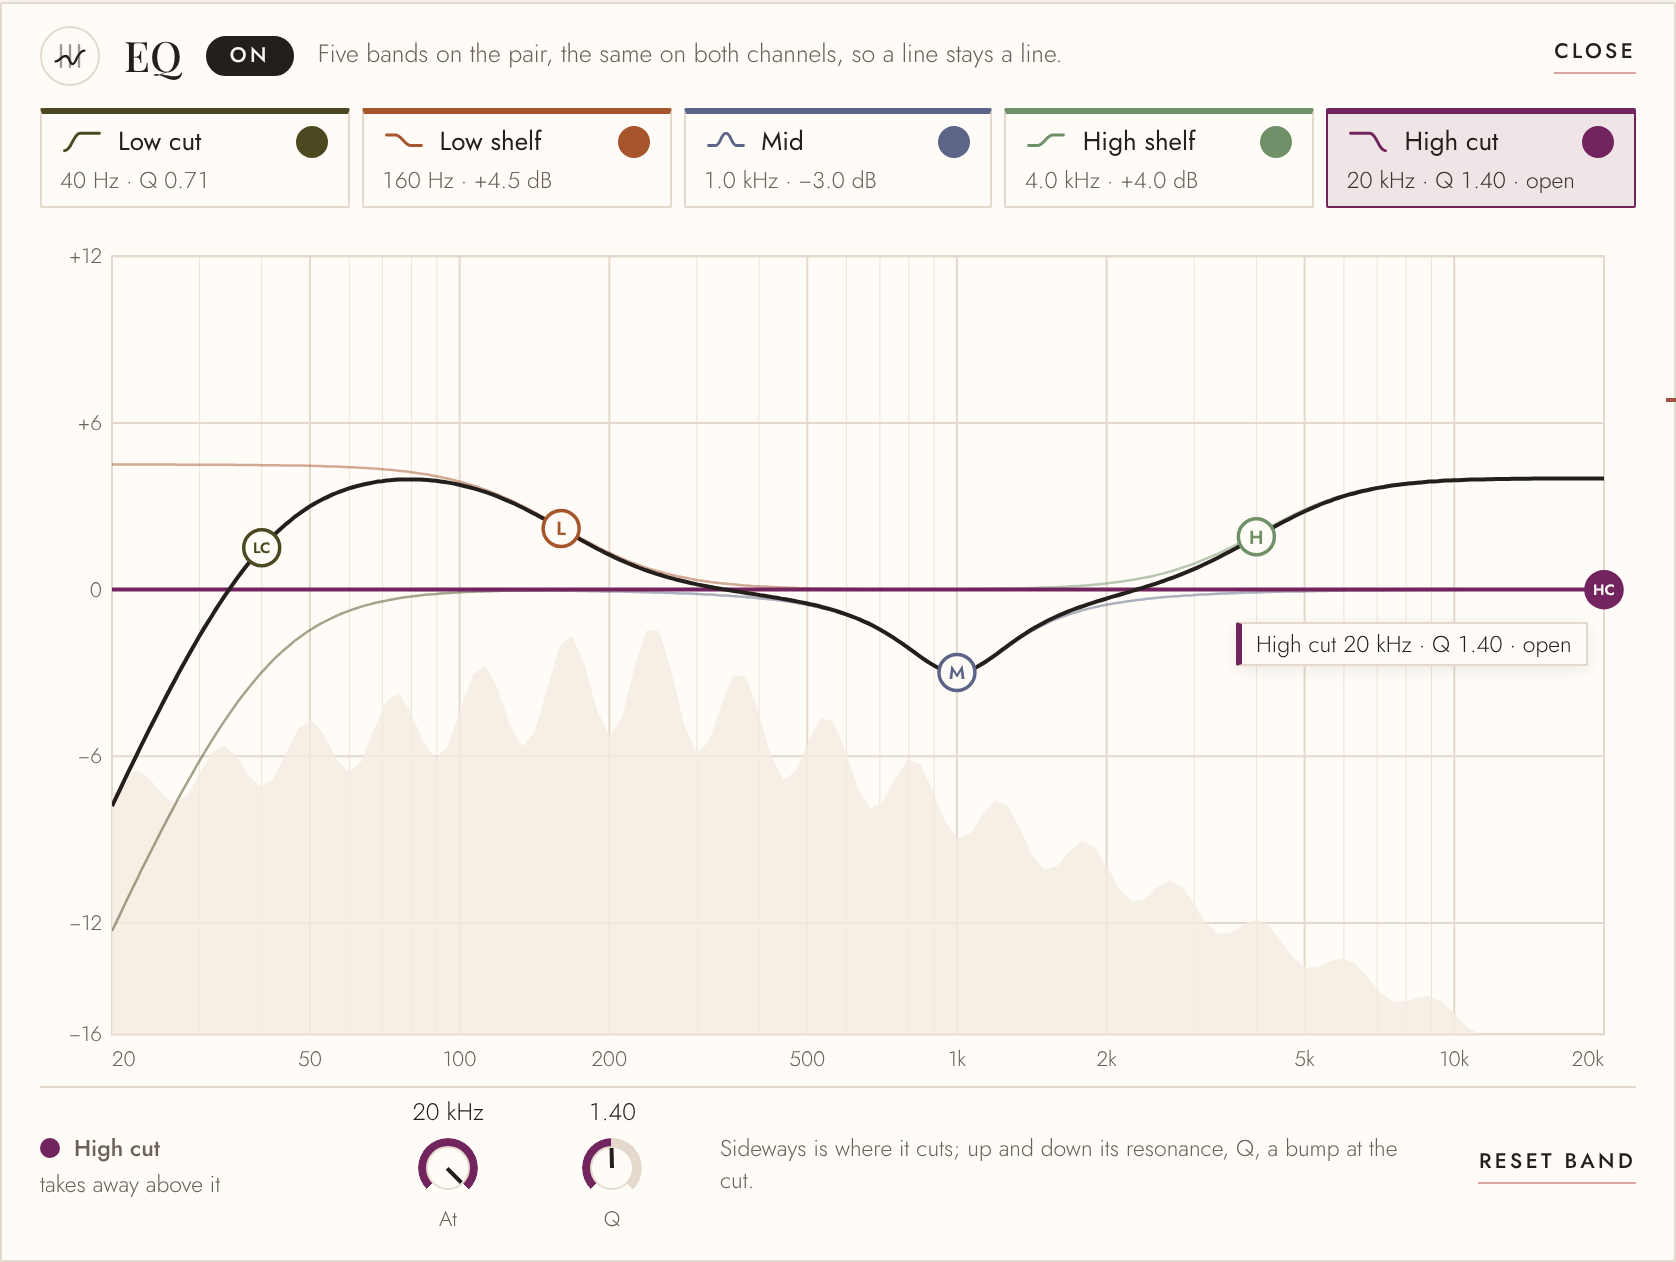 EQ ON Five bands on the pair, the same on both channels, so a line stays a line. CLOSE
Low cut
40 Hz · Q 0.71
Low shelf
160 Hz · +4.5 dB
Mid
1.0 kHz · −3.0 dB
High shelf
4.0 kHz · +4.0 dB
High cut
20 kHz · Q 1.40 · open
+12
+6
0
−6
−12
−16
LC
L
M
H
HC
High cut 20 kHz · Q 1.40 · open
20 50 100 200 500 1k 2k 5k 10k 20k
High cut
takes away above it
20 kHz
At
1.40
Q
Sideways is where it cuts; up and down its resonance, Q, a bump at the
cut.
RESET BAND